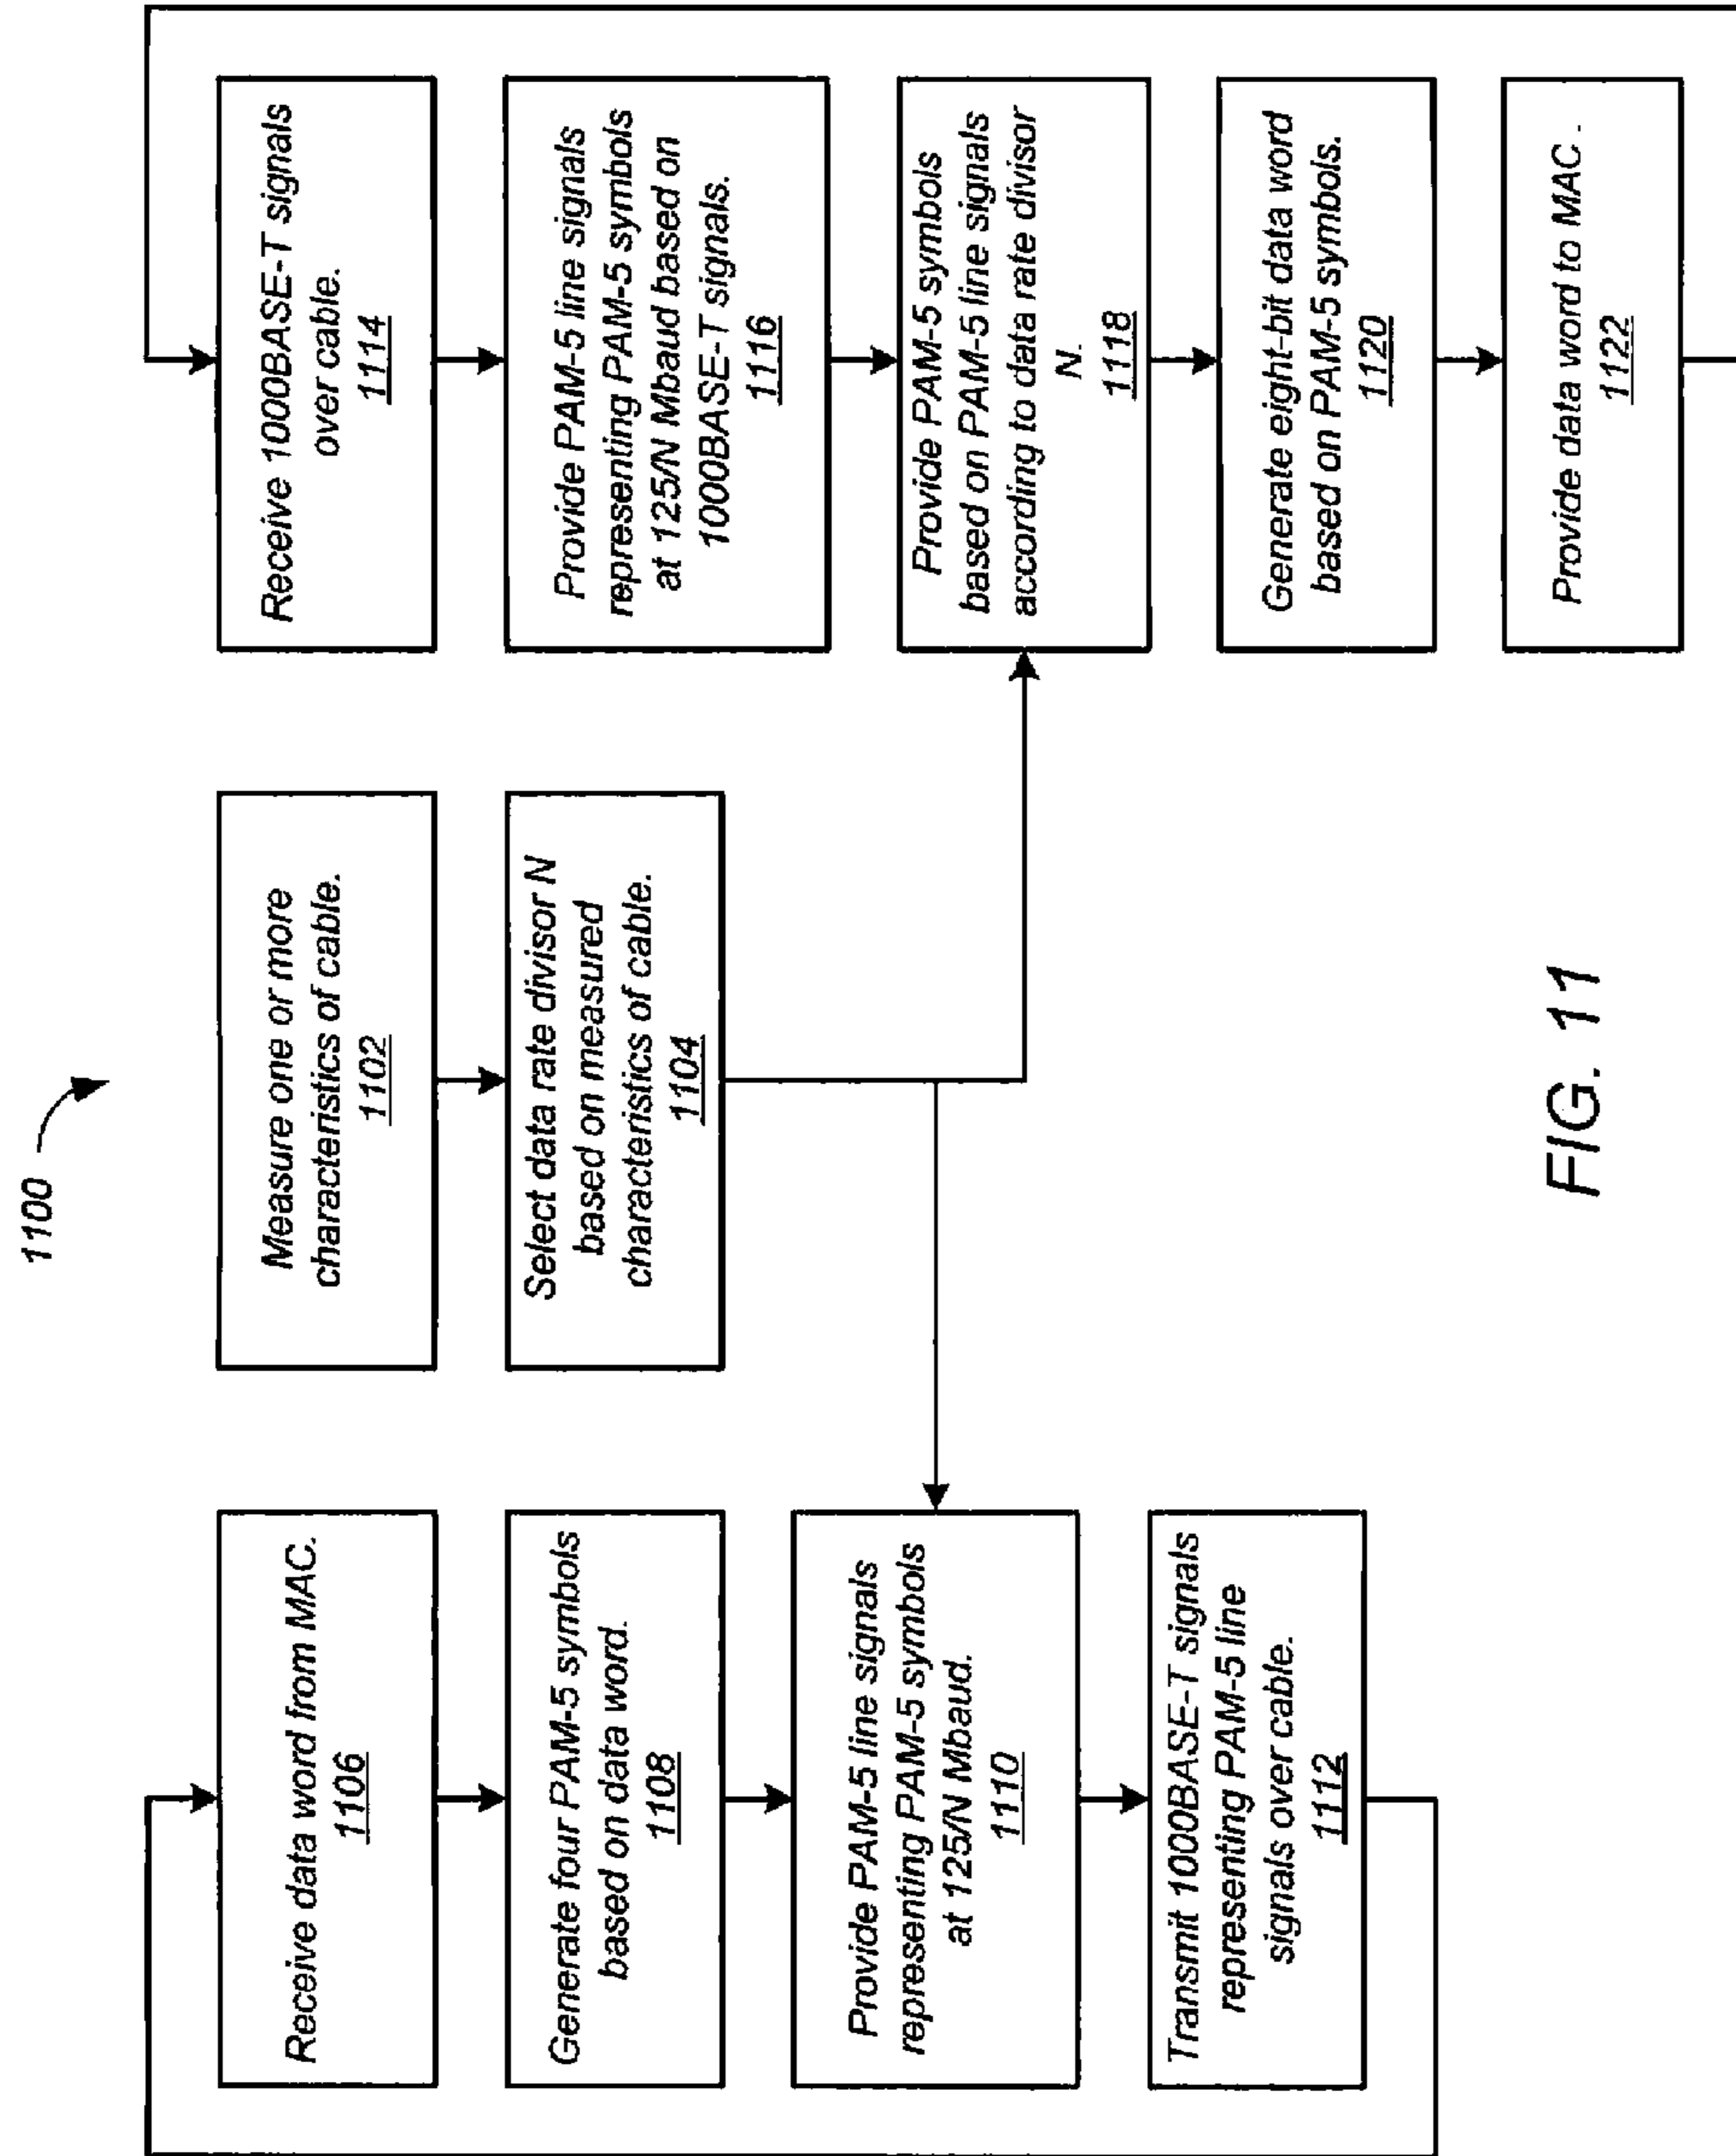 1100
Receive data word from MAC.
1106
Generate four PAM-5 symbols
based on data word.
1108
Provide PAM-5 line signals
representing PAM-5 symbols
at 125/N Mbaud.
1110
Transmit 1000BASE-T signals
representing PAM-5 line
signals over cable.
1112
Measure one or more
characteristics of cable.
1102
Select data rate divisor N
based on measured
characteristics of cable.
1104
Receive 1000BASE-T signals
over cable.
1114
Provide PAM-5 line signals
representing PAM-5 symbols
at 125/N Mbaud based on
1000BASE-T signals.
1116
Provide PAM-5 symbols
based on PAM-5 line signals
according to data rate divisor
N.
1118
Generate eight-bit data word
based on PAM-5 symbols.
1120
Provide data word to MAC.
1122
FIG. 11